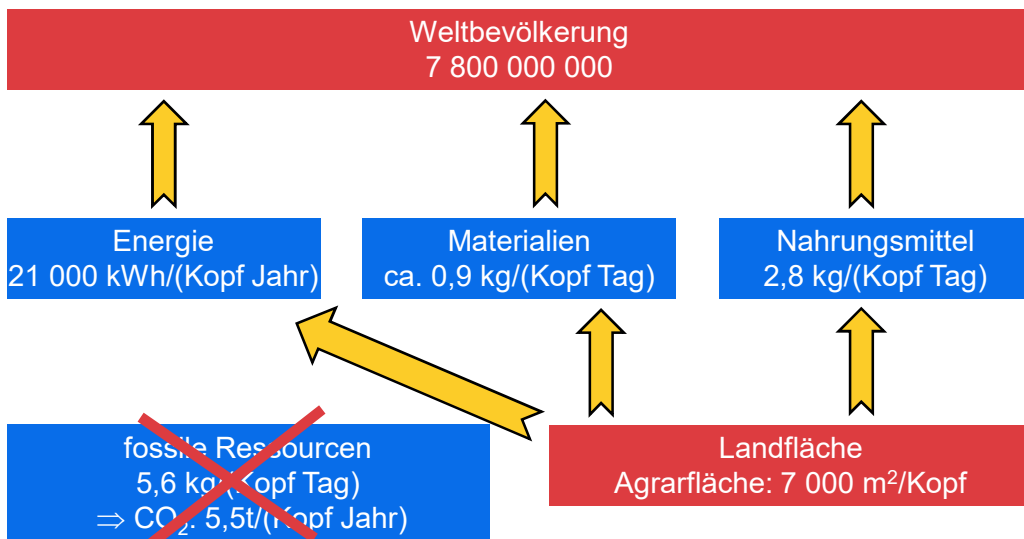 Weltbevölkerung
7 800 000 000
Energie
21 000 kWh/(Kopf Jahr)
Materialien
ca. 0,9 kg/(Kopf Tag)
Nahrungsmittel
2,8 kg/(Kopf Tag)
fossile Ressourcen
5,6 kg/(Kopf Tag)
⇒ CO₂: 5,5t/(Kopf Jahr)
Landfläche
Agrarfläche: 7 000 m²/Kopf